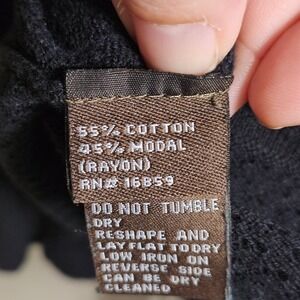 55% COTTON
45% MODAL
(RAYON)
RN# 16859
DO NOT TUMBLE
DRY
RESHAPE AND
LAY FLAT TO DRY
LOW IRON ON
REVERSE SIDE
CAN BE DRY
CLEANED